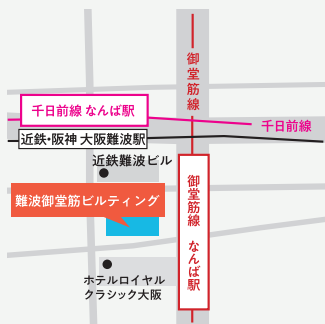 御堂筋線
千日前線 なんば駅
千日前線
近鉄・阪神 大阪難波駅
近鉄難波ビル
難波御堂筋ビルティング
御堂筋線 なんば駅
ホテルロイヤル
クラシック大阪